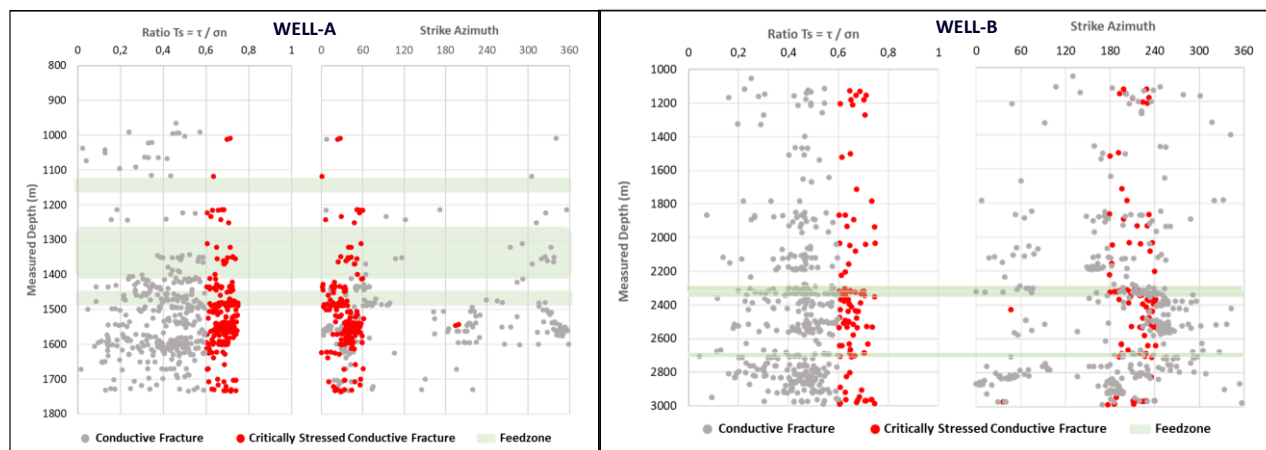 WELL-A
Ratio Ts = τ / σn
Strike Azimuth
0 0,2 0,4 0,6 0,8 1
0 60 120 180 240 300 360
Measured Depth (m)
800
900
1000
1100
1200
1300
1400
1500
1600
1700
1800
Conductive Fracture
Critically Stressed Conductive Fracture
Feedzone
WELL-B
Ratio Ts = τ / σn
Strike Azimuth
0 0,2 0,4 0,6 0,8 1
0 60 120 180 240 300 360
Measured Depth (m)
1000
1200
1400
1600
1800
2000
2200
2400
2600
2800
3000
Conductive Fracture
Critically Stressed Conductive Fracture
Feedzone